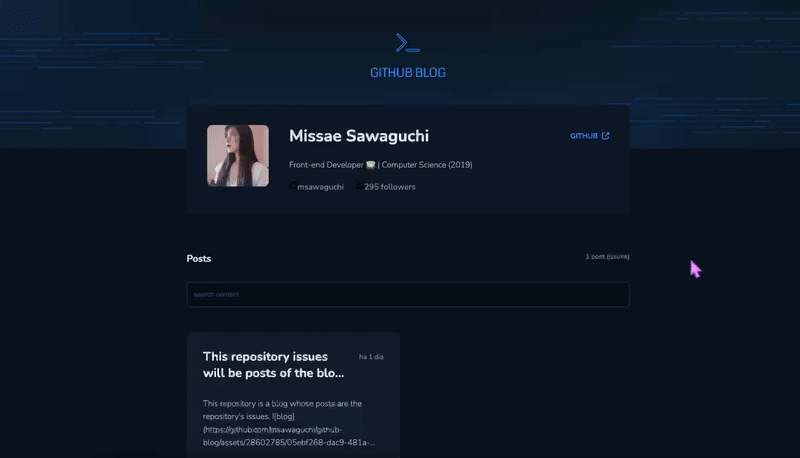 GITHUB BLOG
Missae Sawaguchi
GITHUB
Front-end Developer | Computer Science (2019)
msawaguchi 295 followers
Posts
1 post (issues)
search content
This repository issues
will be posts of the blo...
ha 1 dia
This repository is a blog whose posts are the
repository's issues. ![blog]
(https://github.com/msawaguchi/github-
blog/assets/28602785/05ebf268-dac9-481a-...